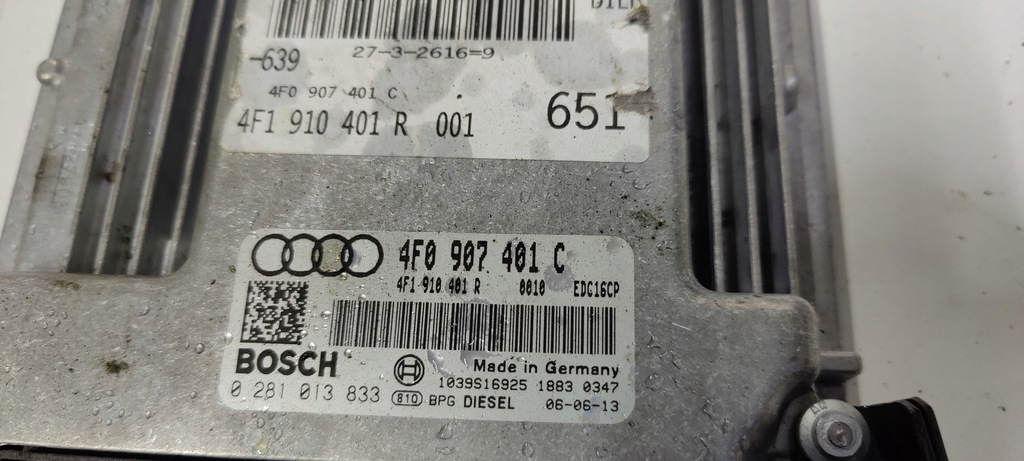 27-3-2616=9
-639
4F0 907 401 C
4F1 910 401 R 001
651
4F0 907 401 C
4F1 910 401 R 0010 EDC16CP
BOSCH
Made in Germany
1039S16925 1883 0347
0 281 013 833 810 BPG DIESEL 06-06-13